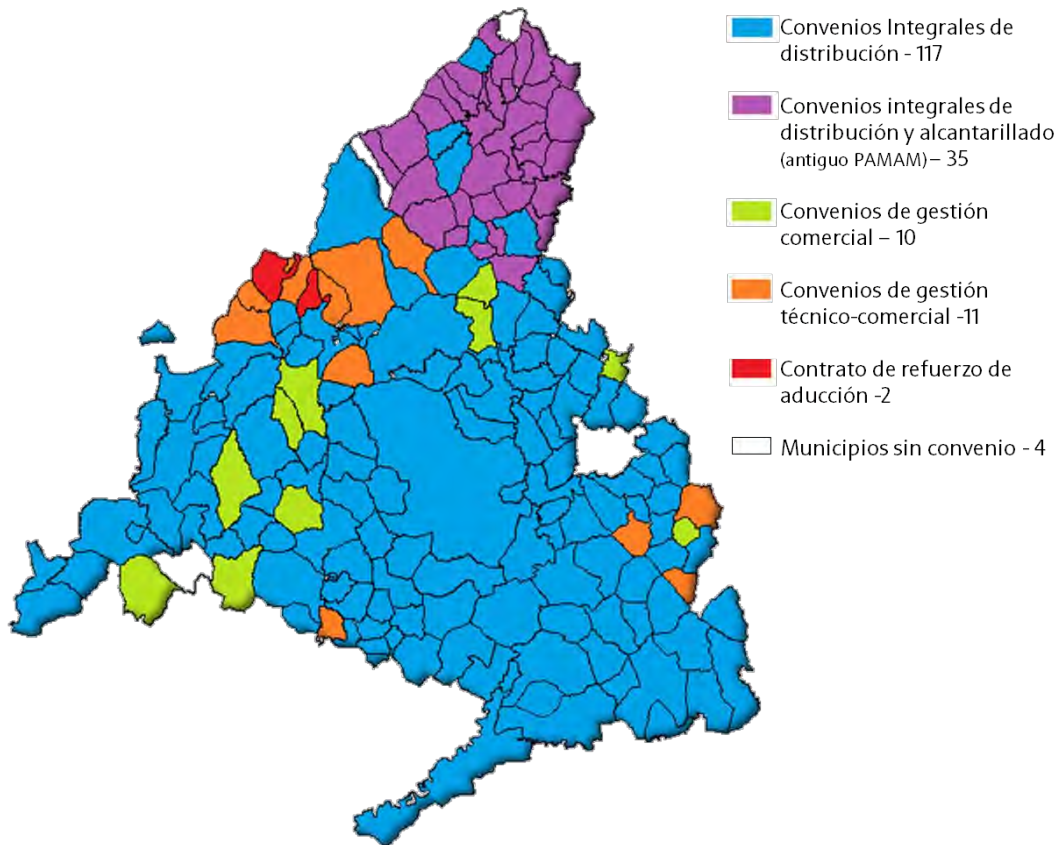 Convenios Integrales de
distribución - 117
Convenios integrales de
distribución y alcantarillado
(antiguo PAMAM) – 35
Convenios de gestión
comercial – 10
Convenios de gestión
técnico-comercial -11
Contrato de refuerzo de
aducción -2
Municipios sin convenio - 4